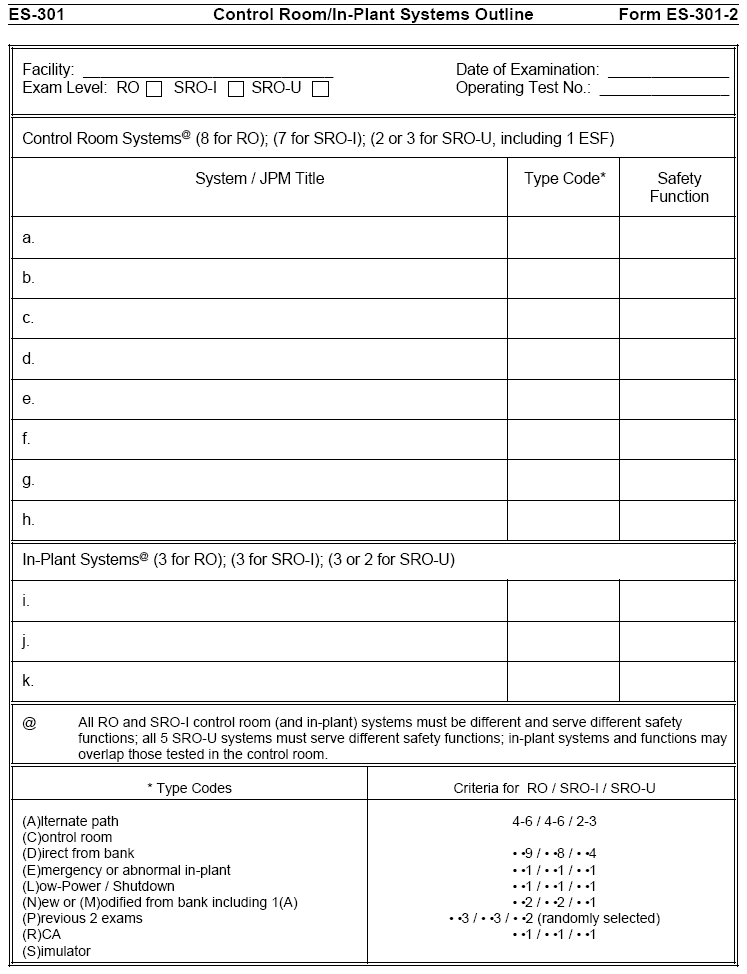 ES-301 Control Room/In-Plant Systems Outline Form ES-301-2
Facility: ______________________________ Date of Examination: _______________
Exam Level: RO □ SRO-I □ SRO-U □ Operating Test No.: ________________
Control Room Systems@ (8 for RO); (7 for SRO-I); (2 or 3 for SRO-U, including 1 ESF)
System / JPM Title Type Code* Safety
Function
a.
b.
c.
d.
e.
f.
g.
h.
In-Plant Systems@ (3 for RO); (3 for SRO-I); (3 or 2 for SRO-U)
i.
j.
k.
@ All RO and SRO-I control room (and in-plant) systems must be different and serve different safety
functions; all 5 SRO-U systems must serve different safety functions; in-plant systems and functions may
overlap those tested in the control room.
* Type Codes Criteria for RO / SRO-I / SRO-U
(A)lternate path 4-6 / 4-6 / 2-3
(C)ontrol room
(D)irect from bank ••9 / ••8 / ••4
(E)mergency or abnormal in-plant ••1 / ••1 / ••1
(L)ow-Power / Shutdown ••1 / ••1 / ••1
(N)ew or (M)odified from bank including 1(A) ••2 / ••2 / ••1
(P)revious 2 exams ••3 / ••3 / ••2 (randomly selected)
(R)CA ••1 / ••1 / ••1
(S)imulator